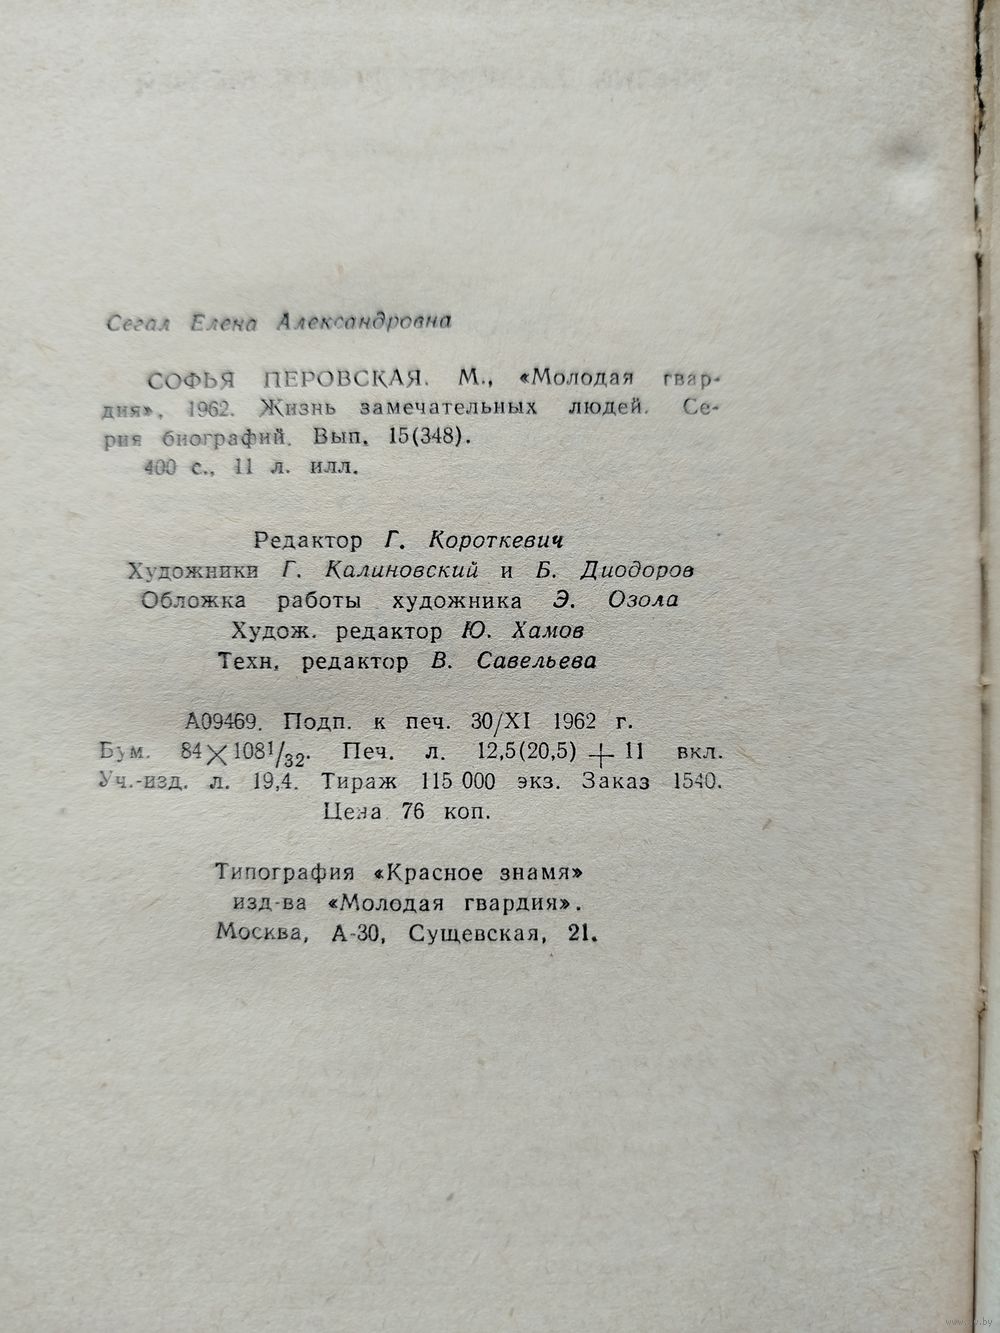 Сегал Елена Александровна
СОФЬЯ ПЕРОВСКАЯ. М., «Молодая гвар-
дия», 1962. Жизнь замечательных людей. Се-
рия биографий. Вып. 15(348).
400 с., 11 л. илл.
Редактор Г. Короткевич
Художники Г. Калиновский и Б. Диодоров
Обложка работы художника Э. Озола
Худож. редактор Ю. Хамов
Техн. редактор В. Савельева
А09469. Подп. к печ. 30/XI 1962 г.
Бум. 84×108 1/32. Печ. л. 12,5(20,5) + 11 вкл.
Уч.-изд. л. 19,4. Тираж 115 000 экз. Заказ 1540.
Цена 76 коп.
Типография «Красное знамя»
изд-ва «Молодая гвардия».
Москва, А-30, Сущевская, 21.